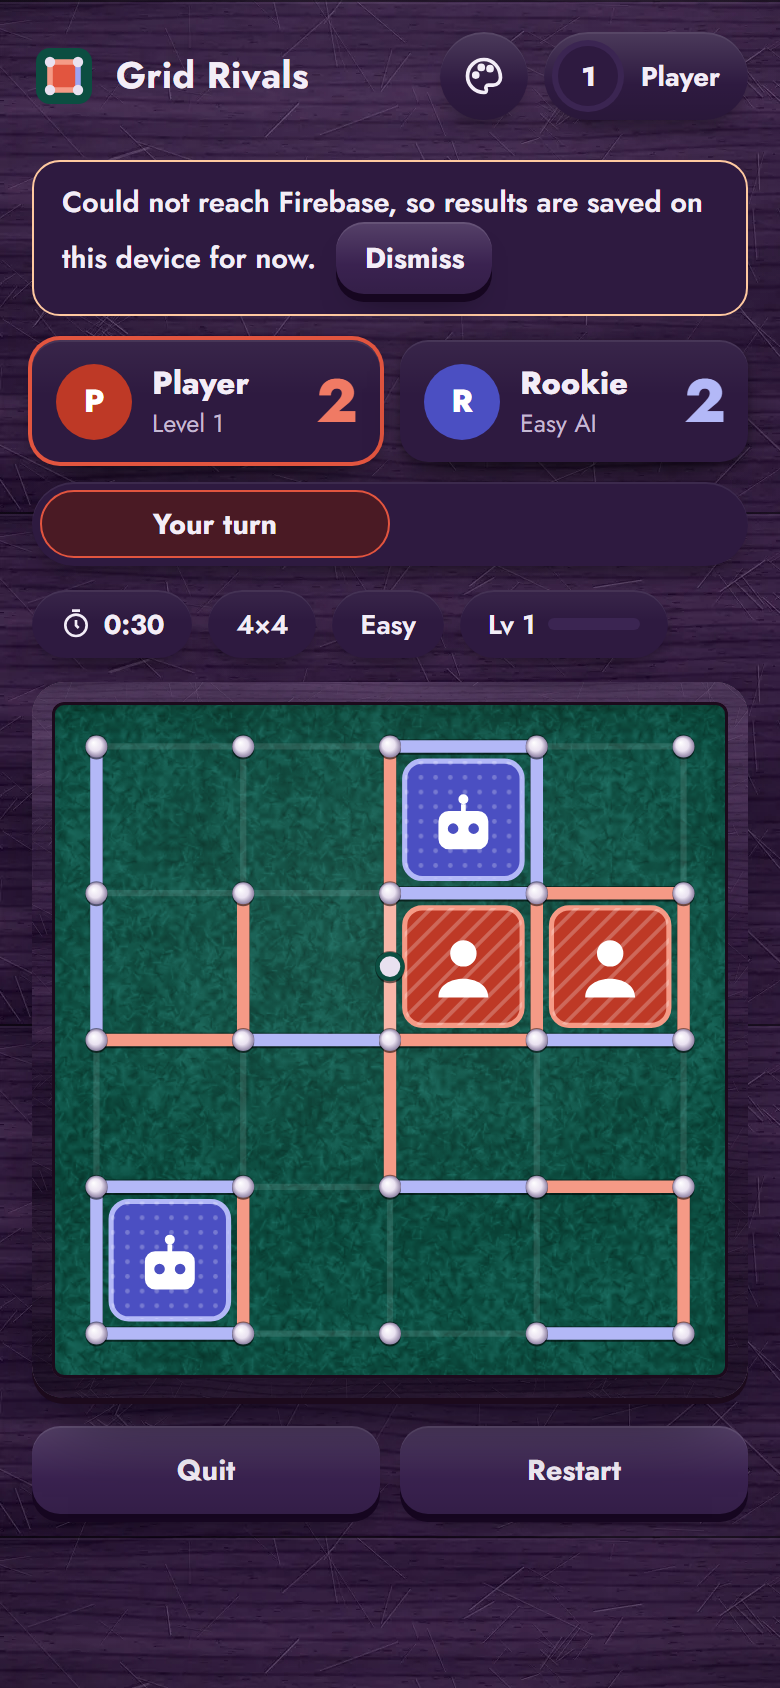 Grid Rivals
1 Player
Could not reach Firebase, so results are saved on
this device for now. Dismiss
P Player 2
Level 1
R Rookie 2
Easy AI
Your turn
0:30 4×4 Easy Lv 1
Quit Restart